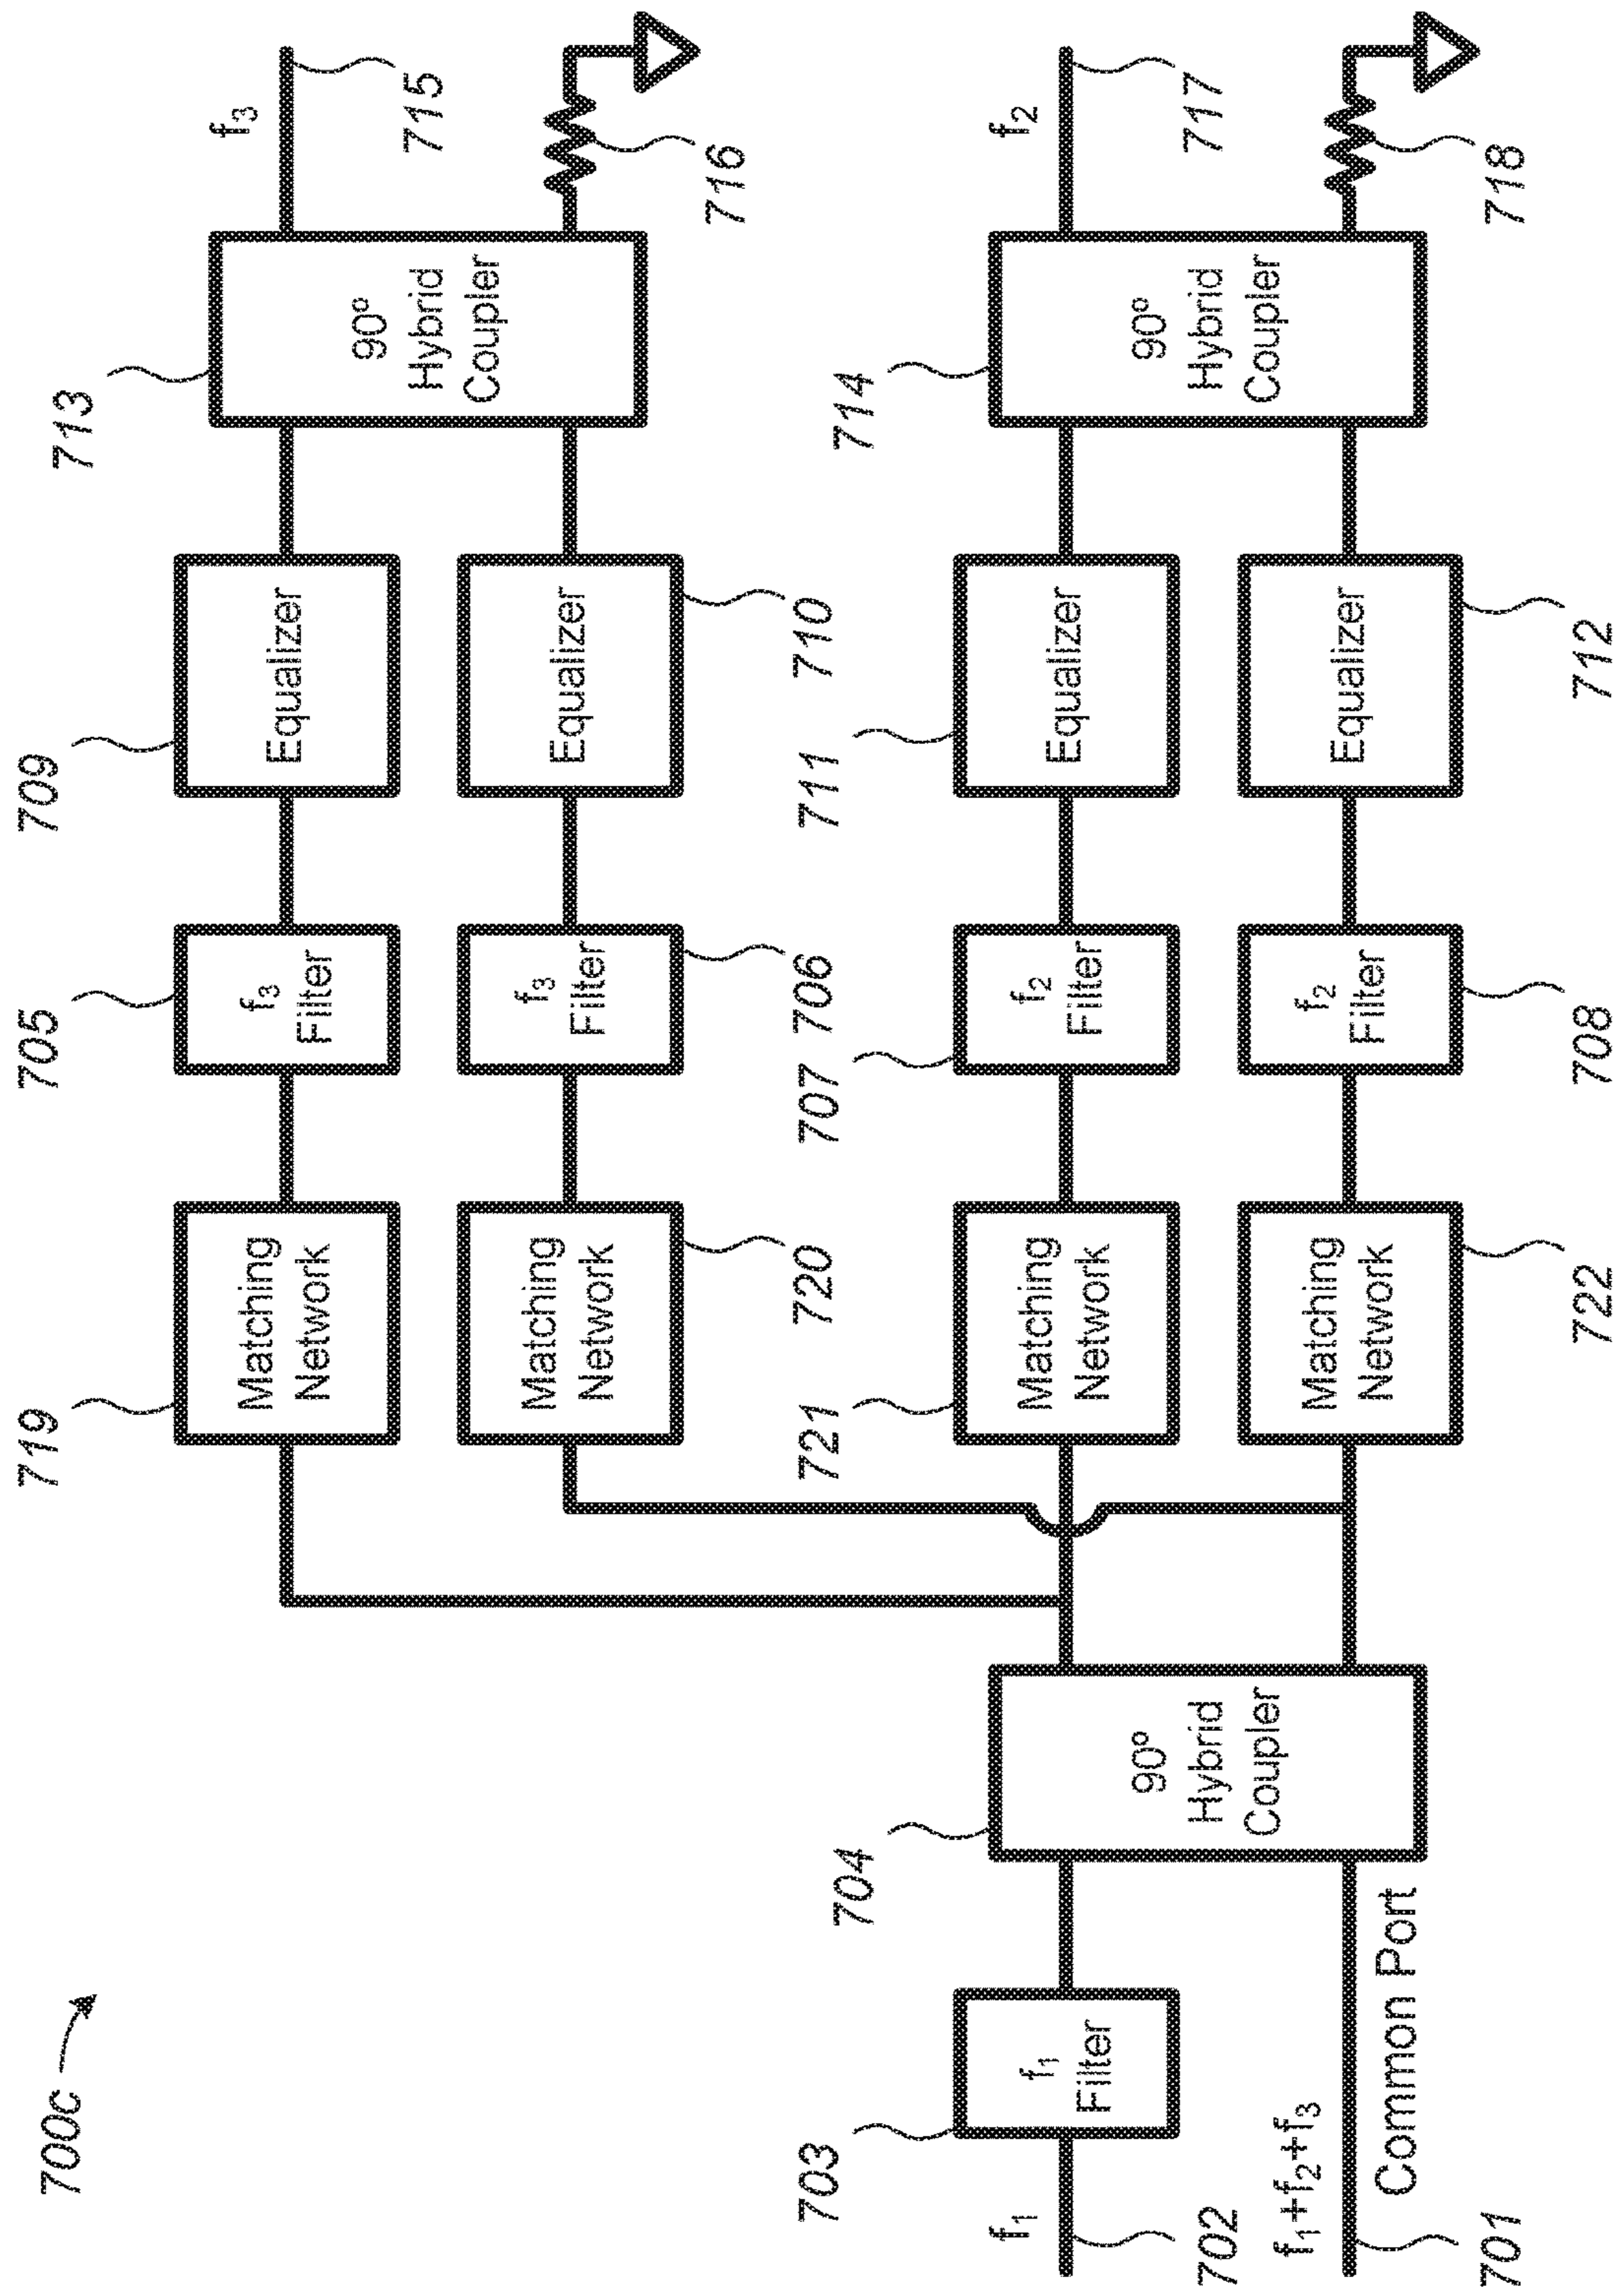 700c
719
Matching
Network
705
f₃
Filter
709
Equalizer
713
90º
Hybrid
Coupler
f₃
715
716
Matching
Network
720
f₃
Filter
706
Equalizer
710
f₁
702
703
f₁
Filter
704
90º
Hybrid
Coupler
721
Matching
Network
707
f₂
Filter
711
Equalizer
714
90º
Hybrid
Coupler
f₂
717
718
f₁+f₂+f₃
Common Port
701
Matching
Network
722
f₂
Filter
708
Equalizer
712